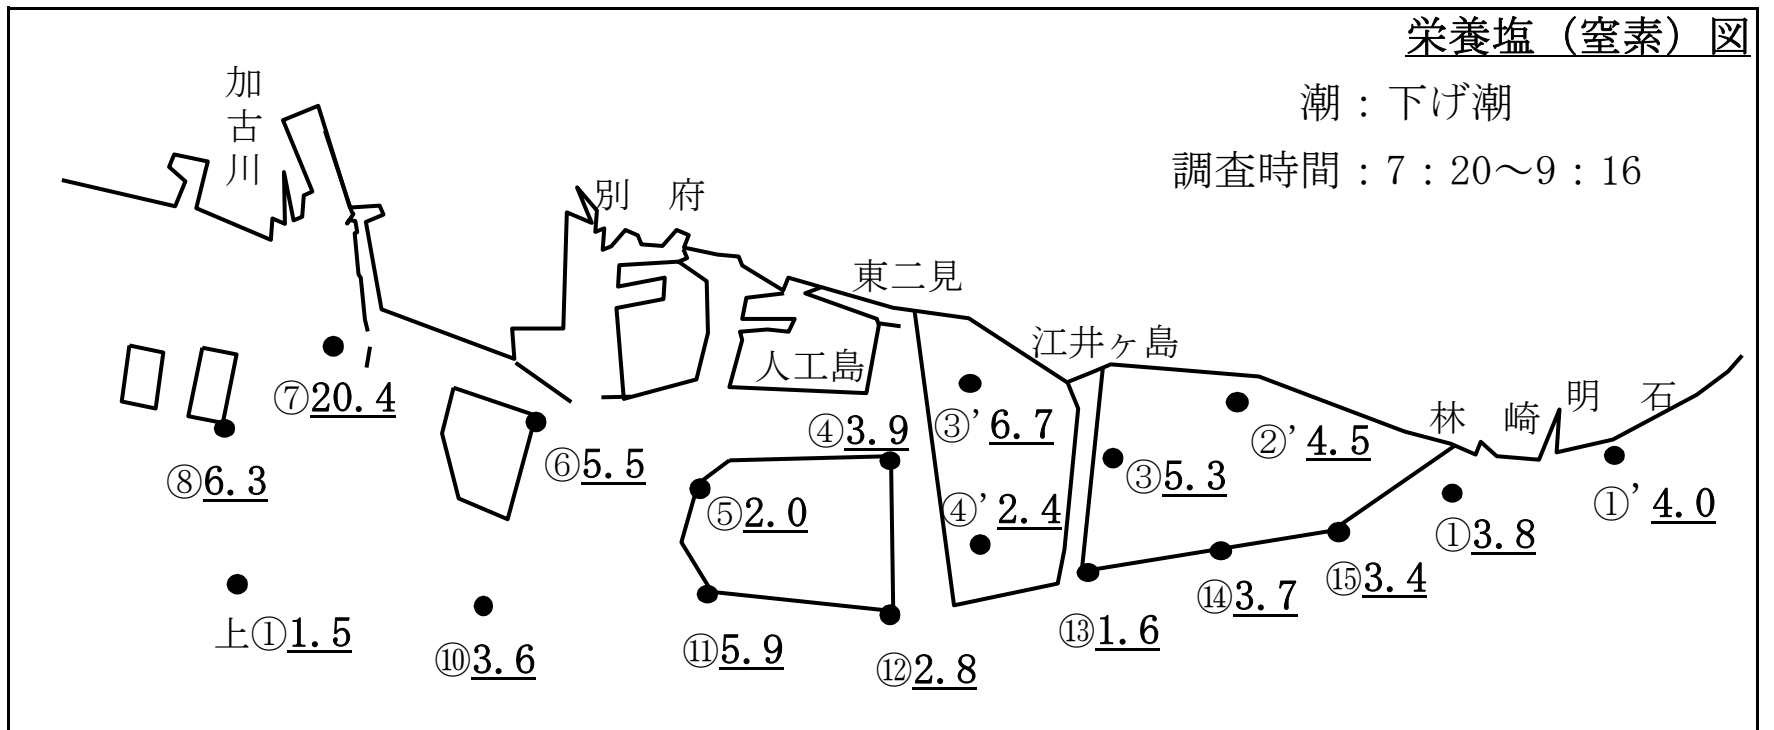 栄養塩（窒素）図
潮：下げ潮
調査時間：7：20～9：16
加古川
別　府
東二見
江井ヶ島
人工島
林　崎
明　石
⑦20.4
③’6.7
④3.9
②’4.5
⑥5.5
③5.3
⑧6.3
①’4.0
⑤2.0
④’2.4
①3.8
⑮3.4
⑭3.7
上①1.5
⑬1.6
⑩3.6
⑪5.9
⑫2.8